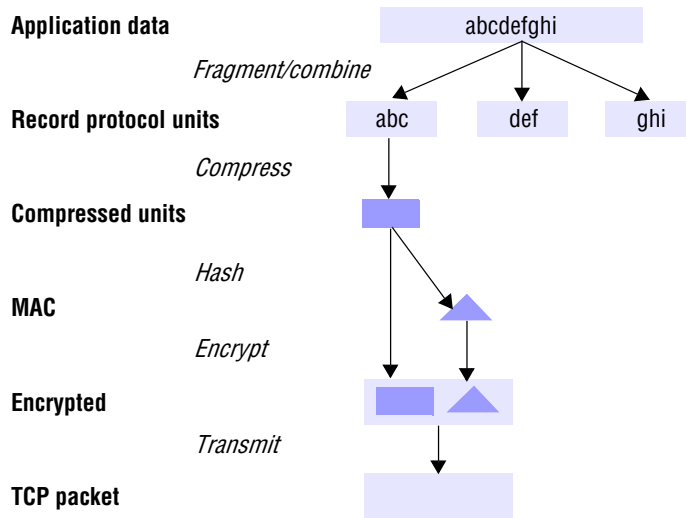 Application data
abcdefghi
Fragment/combine
Record protocol units
abc
def
ghi
Compress
Compressed units
Hash
MAC
Encrypt
Encrypted
Transmit
TCP packet